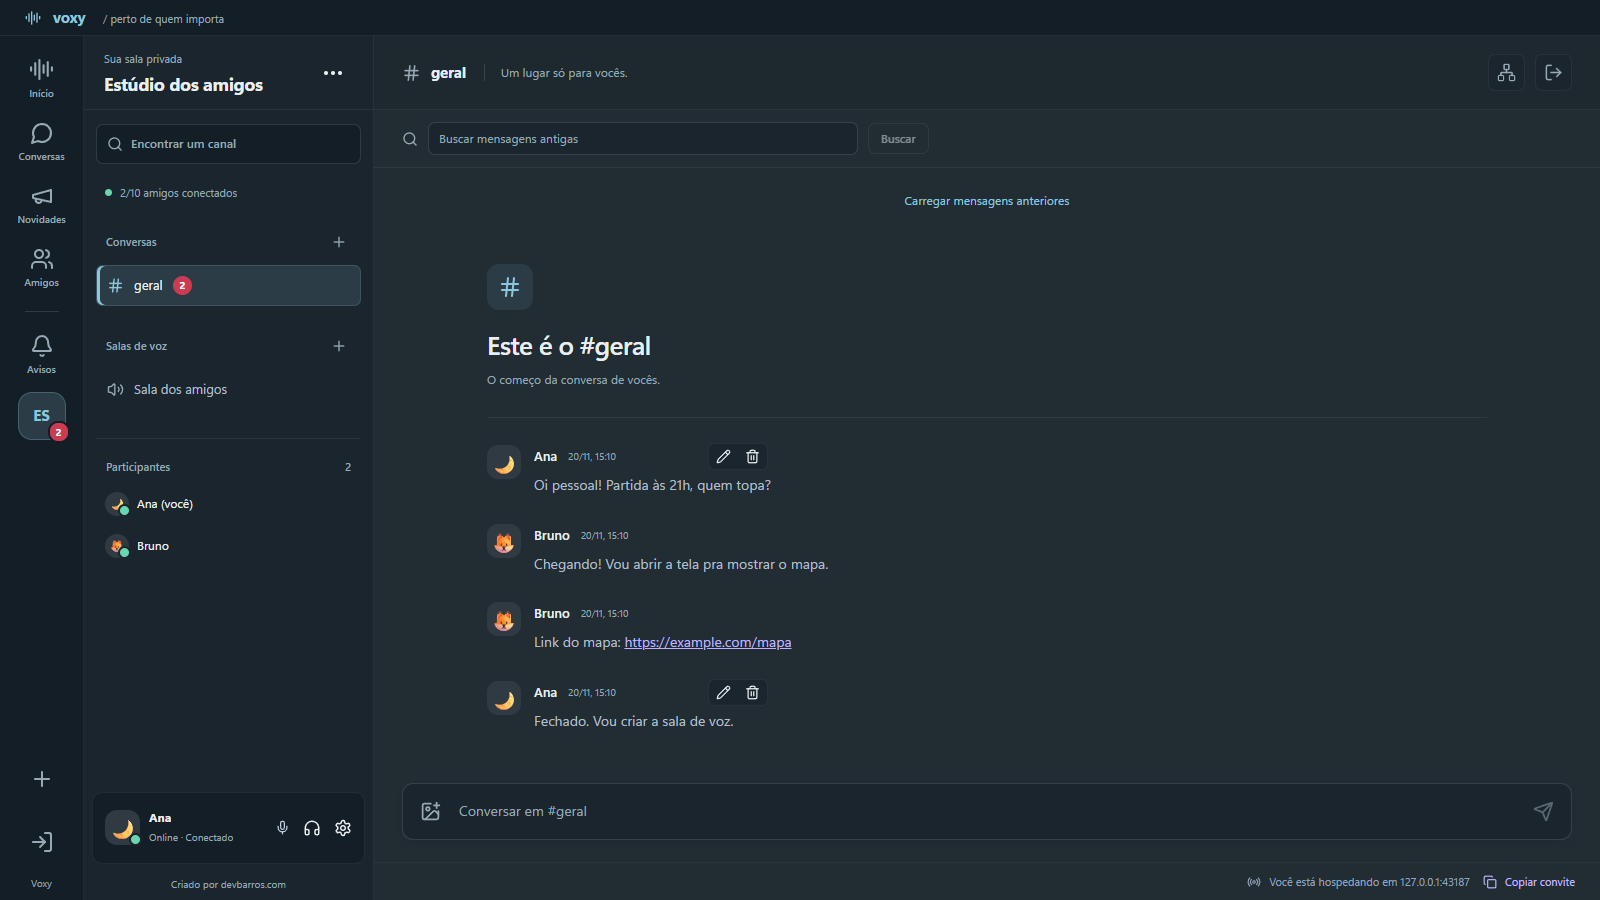 voxy / perto de quem importa
Início
Conversas
Novidades
Amigos
Avisos
ES
2
Voxy
Sua sala privada
Estúdio dos amigos
Encontrar um canal
2/10 amigos conectados
Conversas
# geral 2
Salas de voz
Sala dos amigos
Participantes 2
Ana (você)
Bruno
Ana
Online · Conectado
Criado por devbarros.com
# geral Um lugar só para vocês.
Buscar mensagens antigas Buscar
Carregar mensagens anteriores
#
Este é o #geral
O começo da conversa de vocês.
Ana 20/11, 15:10
Oi pessoal! Partida às 21h, quem topa?
Bruno 20/11, 15:10
Chegando! Vou abrir a tela pra mostrar o mapa.
Bruno 20/11, 15:10
Link do mapa: https://example.com/mapa
Ana 20/11, 15:10
Fechado. Vou criar a sala de voz.
Conversar em #geral
Você está hospedando em 127.0.0.1:43187 Copiar convite